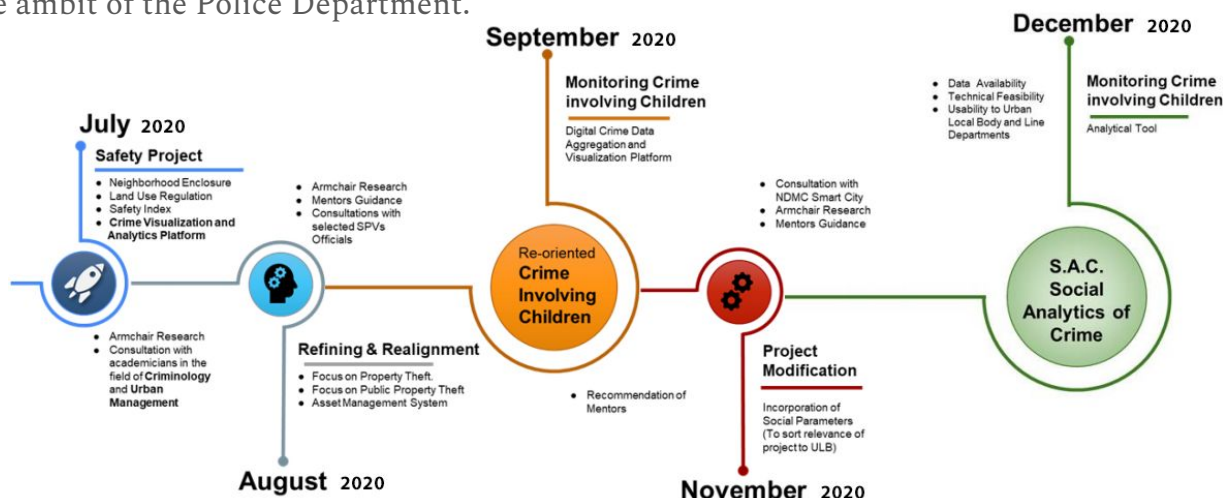 e ambit of the Police Department.
July 2020
Safety Project
• Neighborhood Enclosure
• Land Use Regulation
• Safety Index
• Crime Visualization and
Analytics Platform
• Armchair Research
• Consultation with
academicians in the
field of Criminology
and Urban
Management
• Armchair Research
• Mentors Guidance
• Consultations with
selected SPVs
Officials
Refining & Realignment
• Focus on Property Theft.
• Focus on Public Property Theft
• Asset Management System
August 2020
September 2020
Monitoring Crime
involving Children
Digital Crime Data
Aggregation and
Visualization Platform
Re-oriented
Crime
Involving
Children
• Recommendation of
Mentors
• Consultation with
NDMC Smart City
• Armchair Research
• Mentors Guidance
Project
Modification
Incorporation of
Social Parameters
(To sort relevance of
project to ULB)
November 2020
December 2020
• Data Availability
• Technical Feasibility
• Usability to Urban
Local Body and Line
Departments
Monitoring Crime
involving Children
Analytical Tool
S.A.C.
Social
Analytics of
Crime